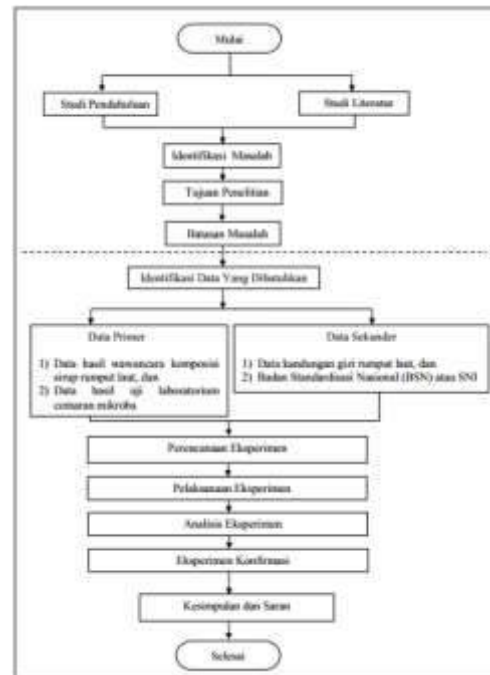 Mulai
Studi Pendahuluan
Studi Literatur
Identifikasi Masalah
Tujuan Penelitian
Batasan Masalah
Identifikasi Data Yang Dibutuhkan
Data Primer
1) Data hasil wawancara komposisi
sirup rumput laut, dan
2) Data hasil uji laboratorium
cemaran mikroba
Data Sekunder
1) Data kandungan gizi rumput laut, dan
2) Badan Standardisasi Nasional (BSN) atau SNI
Perencanaan Eksperimen
Pelaksanaan Eksperimen
Analisis Eksperimen
Eksperimen Konfirmasi
Kesimpulan dan Saran
Selesai